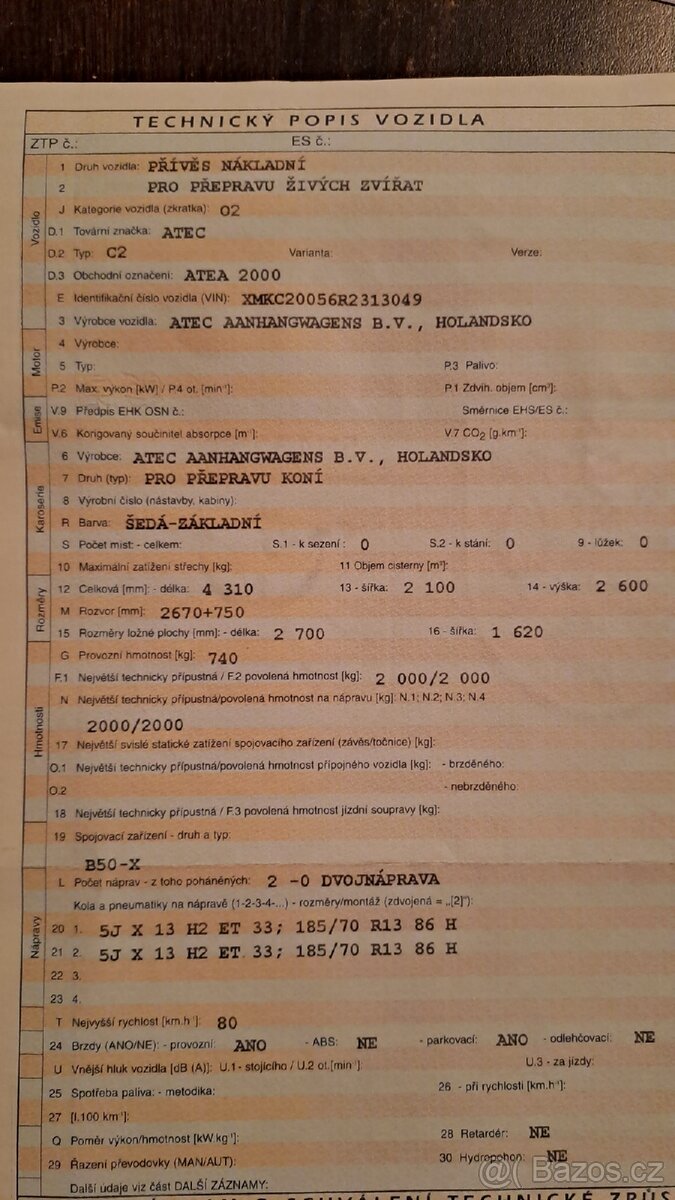 TECHNICKÝ POPIS VOZIDLA
ZTP č.: ES č.:
Vozidlo
1 Druh vozidla: PŘÍVĚS NÁKLADNÍ
2 PRO PŘEPRAVU ŽIVÝCH ZVÍŘAT
J Kategorie vozidla (zkratka): O2
D.1 Tovární značka: ATEC
D.2 Typ: C2 Varianta: Verze:
D.3 Obchodní označení: ATEA 2000
E Identifikační číslo vozidla (VIN): XMKC20056R2313049
3 Výrobce vozidla: ATEC AANHANGWAGENS B.V., HOLANDSKO
Motor
4 Výrobce:
5 Typ: P.3 Palivo:
P.2 Max. výkon [kW] / P.4 ot. [min⁻¹]: P.1 Zdvih. objem [cm³]:
Emise
V.9 Předpis EHK OSN č.: Směrnice EHS/ES č.:
V.6 Korigovaný součinitel absorpce [m⁻¹]: V.7 CO₂ [g.km⁻¹]:
Karoserie
6 Výrobce: ATEC AANHANGWAGENS B.V., HOLANDSKO
7 Druh (typ): PRO PŘEPRAVU KONÍ
8 Výrobní číslo (nástavby, kabiny):
R Barva: ŠEDÁ-ZÁKLADNÍ
S Počet míst - celkem: S.1 - k sezení: 0 S.2 - k stání: 0 9 - lůžek: 0
10 Maximální zatížení střechy [kg]: 11 Objem cisterny [m³]:
Rozměry
12 Celková [mm]: - délka: 4 310 13 - šířka: 2 100 14 - výška: 2 600
M Rozvor [mm]: 2670+750
15 Rozměry ložné plochy [mm]: - délka: 2 700 16 - šířka: 1 620
Hmotnosti
G Provozní hmotnost [kg]: 740
F.1 Největší technicky přípustná / F.2 povolená hmotnost [kg]: 2 000/2 000
N Největší technicky přípustná/povolená hmotnost na nápravu [kg]: N.1; N.2; N.3; N.4
2000/2000
17 Největší svislé statické zatížení spojovacího zařízení (závěs/točnice) [kg]:
O.1 Největší technicky přípustná/povolená hmotnost přípojného vozidla [kg]: - brzděného:
O.2 - nebrzděného:
18 Největší technicky přípustná / F.3 povolená hmotnost jízdní soupravy [kg]:
19 Spojovací zařízení - druh a typ:
B50-X
Nápravy
L Počet náprav - z toho poháněných: 2 -0 DVOJNÁPRAVA
Kola a pneumatiky na nápravě (1-2-3-4-...) - rozměry/montáž (zdvojená = „[2]"):
20 1. 5J X 13 H2 ET 33; 185/70 R13 86 H
21 2. 5J X 13 H2 ET 33; 185/70 R13 86 H
22 3.
23 4.
T Nejvyšší rychlost [km.h⁻¹]: 80
24 Brzdy (ANO/NE): - provozní: ANO - ABS: NE - parkovací: ANO - odlehčovací: NE
U Vnější hluk vozidla [dB (A)]: U.1 - stojícího / U.2 ot.[min⁻¹]: U.3 - za jízdy:
25 Spotřeba paliva: - metodika: 26 - při rychlosti [km.h⁻¹]:
27 [l.100 km⁻¹]:
Q Poměr výkon/hmotnost [kW.kg⁻¹]: 28 Retardér: NE
29 Řazení převodovky (MAN/AUT): 30 Hydropohon: NE
Další údaje viz část DALŠÍ ZÁZNAMY:
SCHVÁLENÍ TECHNICKÉ
Bazos.cz